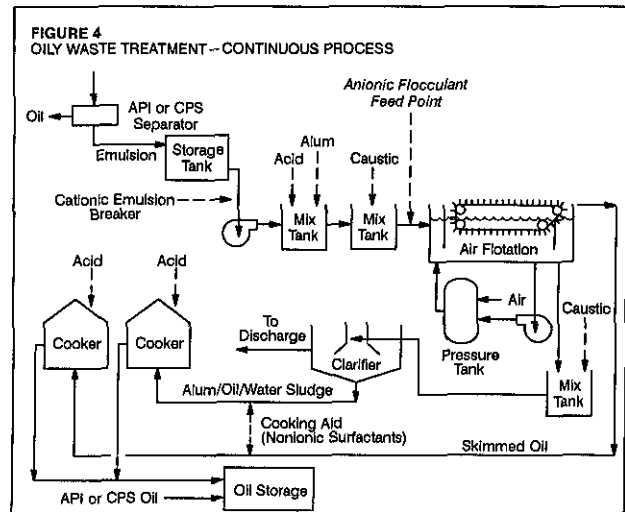 FIGURE 4
OILY WASTE TREATMENT -- CONTINUOUS PROCESS
Oil
API or CPS
Separator
Emulsion
Storage
Tank
Cationic Emulsion
Breaker
Acid
Alum
Mix
Tank
Caustic
Mix
Tank
Anionic Flocculant
Feed Point
Air Flotation
Air
Pressure
Tank
Caustic
Mix
Tank
Acid
Cooker
Acid
Cooker
To
Discharge
Clarifier
Alum/Oil/Water Sludge
Cooking Aid
(Nonionic Surfactants)
Skimmed Oil
API or CPS Oil
Oil Storage